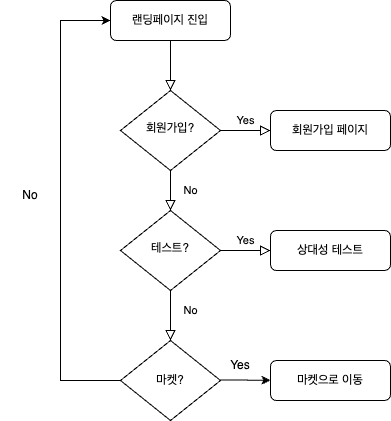 랜딩페이지 진입
회원가입?
Yes
회원가입 페이지
No
No
테스트?
Yes
상대성 테스트
No
마켓?
Yes
마켓으로 이동